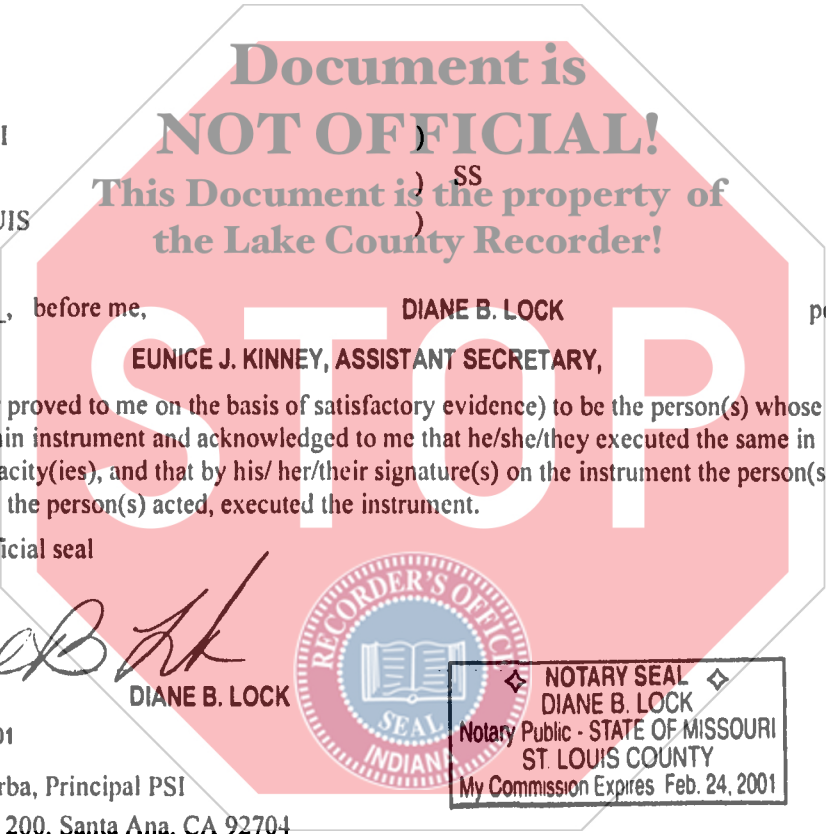 Document is
NOT OFFICIAL!
This Document is the property of
the Lake County Recorder!
I )
) SS
UIS )
, before me, DIANE B. LOCK pe
EUNICE J. KINNEY, ASSISTANT SECRETARY,
proved to me on the basis of satisfactory evidence) to be the person(s) whose
in instrument and acknowledged to me that he/she/they executed the same in
acity(ies), and that by his/ her/their signature(s) on the instrument the person(s
the person(s) acted, executed the instrument.
icial seal
STOP
B Lock
DIANE B. LOCK
RECORDER'S OFFICE
SEAL
INDIANA
NOTARY SEAL
DIANE B. LOCK
Notary Public - STATE OF MISSOURI
ST. LOUIS COUNTY
My Commission Expires Feb. 24, 2001
01
rba, Principal PSI
200, Santa Ana, CA 92704